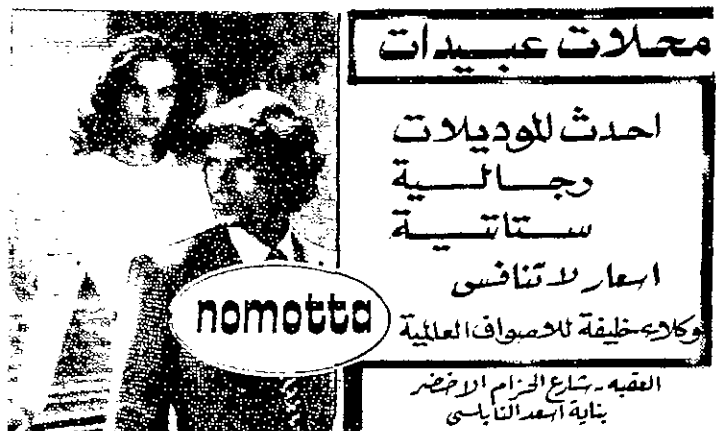 محلات عبيدات
احدث الموديلات
رجالية
ستاتية
اسعار لا تنافس
وكلاء خليفة للاصواف العالمية
nomotta
العقبه - شارع الحزام الاخضر
بناية اسعد النابلسي